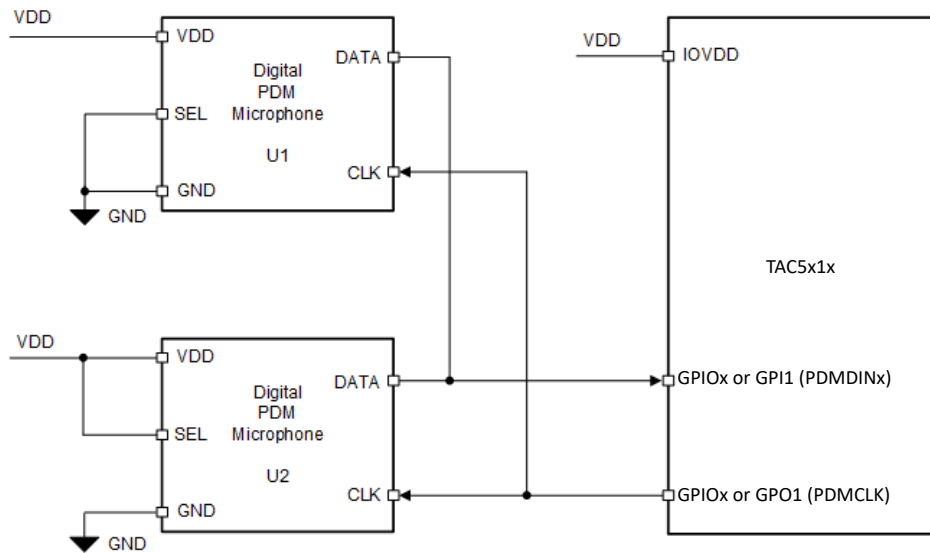 VDD
VDD
DATA
Digital
PDM
Microphone
SEL
U1
CLK
GND
GND
VDD
IOVDD
TAC5x1x
VDD
VDD
DATA
Digital
PDM
Microphone
SEL
U2
CLK
GND
GND
GPIOx or GPI1 (PDMDINx)
GPIOx or GPO1 (PDMCLK)